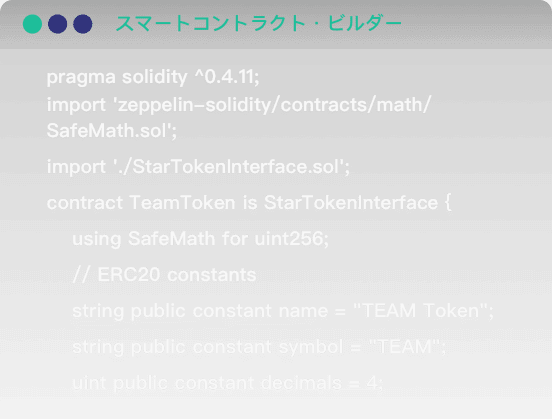 スマートコントラクト・ビルダー
pragma solidity ^0.4.11;
import 'zeppelin-solidity/contracts/math/
SafeMath.sol';
import './StarTokenInterface.sol';
contract TeamToken is StarTokenInterface {
using SafeMath for uint256;
// ERC20 constants
string public constant name = "TEAM Token";
string public constant symbol = "TEAM";
uint public constant decimals = 4;